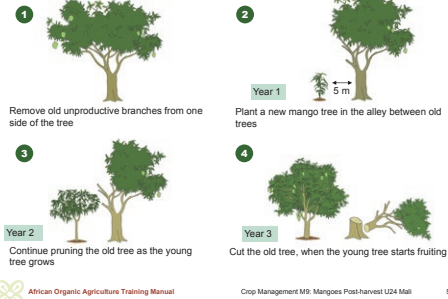 1
Remove old unproductive branches from one
side of the tree
2
Year 1
5 m
Plant a new mango tree in the alley between old
trees
3
Year 2
Continue pruning the old tree as the young
tree grows
4
Year 3
Cut the old tree, when the young tree starts fruiting
African Organic Agriculture Training Manual
Crop Management M9: Mangoes Post-harvest U24 Mali